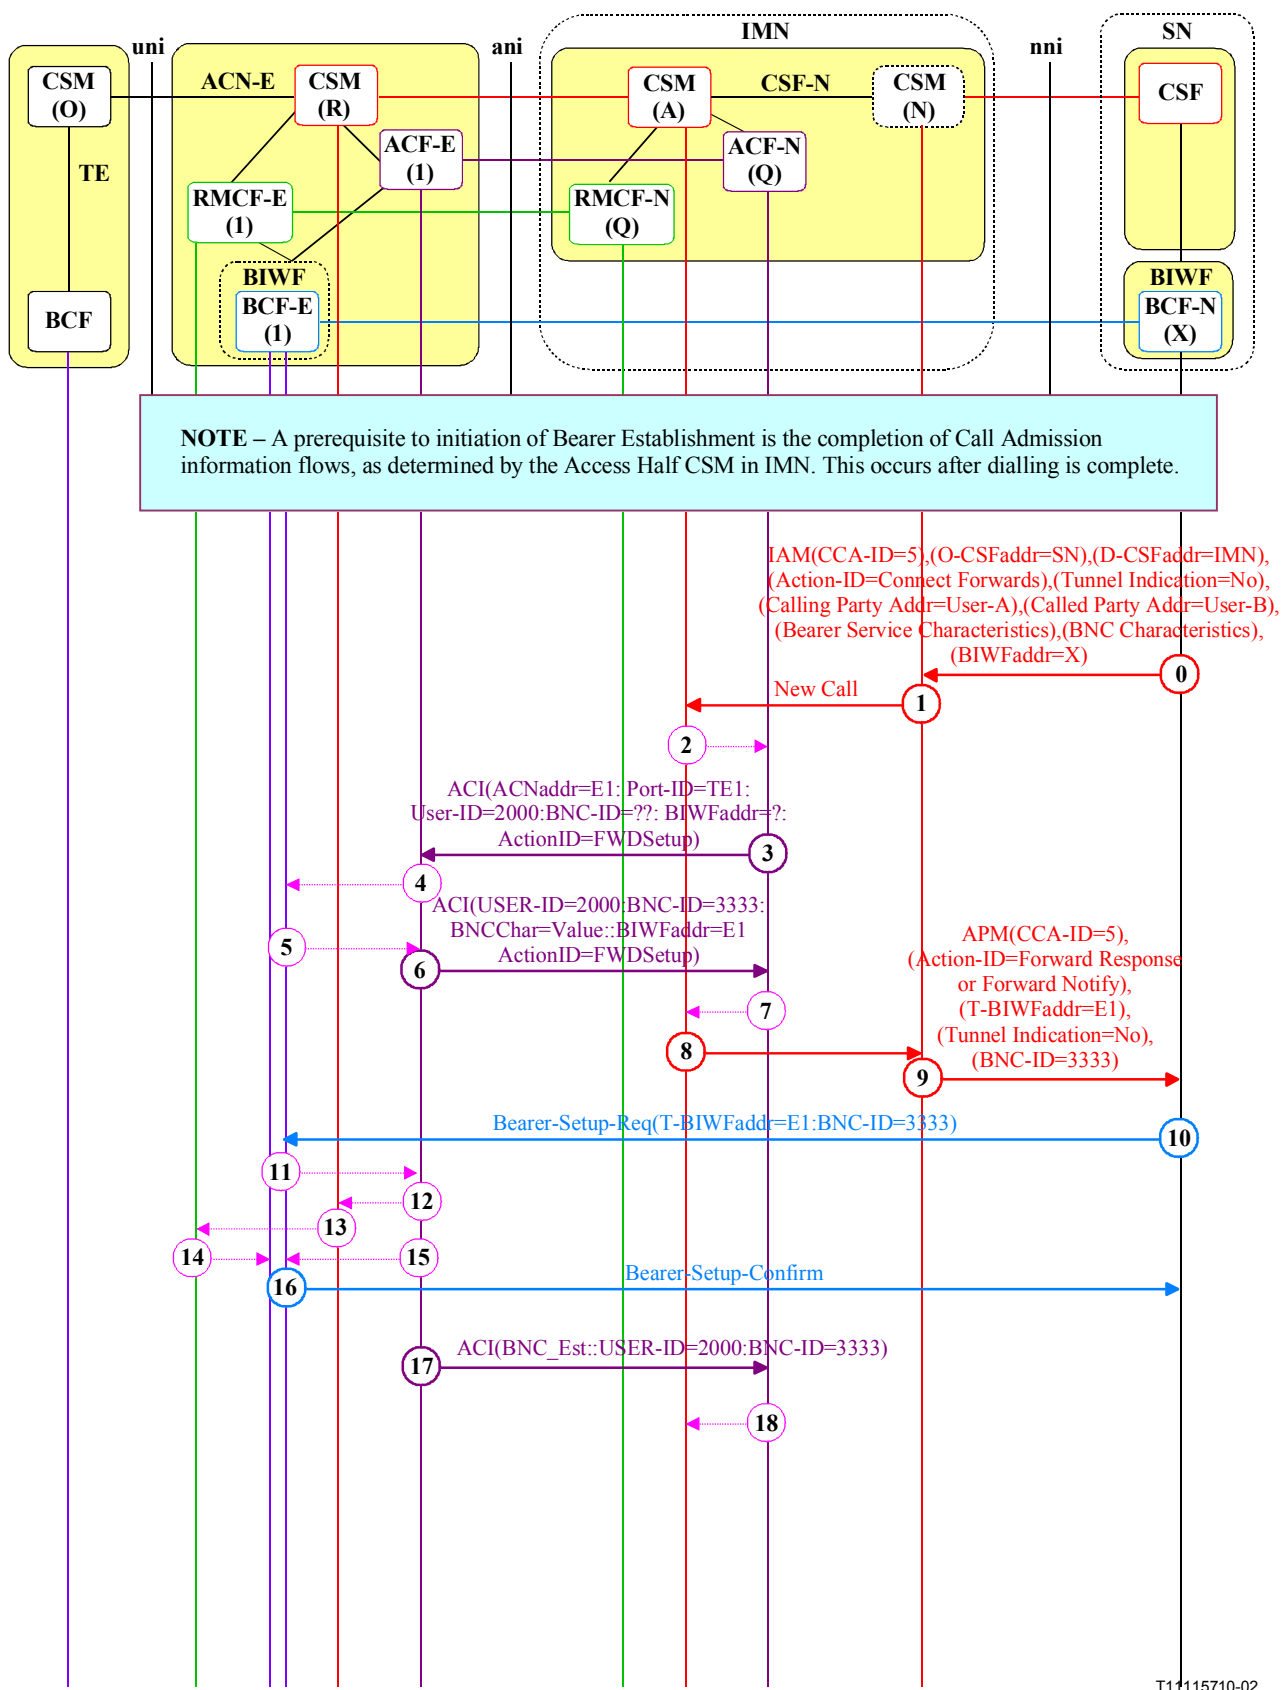 uni
ani
IMN
nni
SN
CSM
(O)
ACN-E
CSM
(R)
CSM
(A)
CSF-N
CSM
(N)
CSF
TE
ACF-E
(1)
ACF-N
(Q)
RMCF-E
(1)
RMCF-N
(Q)
BIWF
BIWF
BCF
BCF-E
(1)
BCF-N
(X)
NOTE – A prerequisite to initiation of Bearer Establishment is the completion of Call Admission
information flows, as determined by the Access Half CSM in IMN. This occurs after dialling is complete.
IAM(CCA-ID=5),(O-CSFaddr=SN),(D-CSFaddr=IMN),
(Action-ID=Connect Forwards),(Tunnel Indication=No),
(Calling Party Addr=User-A),(Called Party Addr=User-B),
(Bearer Service Characteristics),(BNC Characteristics),
(BIWFaddr=X)
0
New Call
1
2
ACI(ACNaddr=E1: Port-ID=TE1:
User-ID=2000:BNC-ID=??: BIWFaddr=?:
ActionID=FWDSetup)
3
4
ACI(USER-ID=2000:BNC-ID=3333:
BNCChar=Value::BIWFaddr=E1
ActionID=FWDSetup)
5
6
APM(CCA-ID=5),
(Action-ID=Forward Response
or Forward Notify),
(T-BIWFaddr=E1),
(Tunnel Indication=No),
(BNC-ID=3333)
7
8
9
Bearer-Setup-Req(T-BIWFaddr=E1:BNC-ID=3333)
10
11
12
13
14
15
16
Bearer-Setup-Confirm
ACI(BNC_Est::USER-ID=2000:BNC-ID=3333)
17
18
T11115710-02